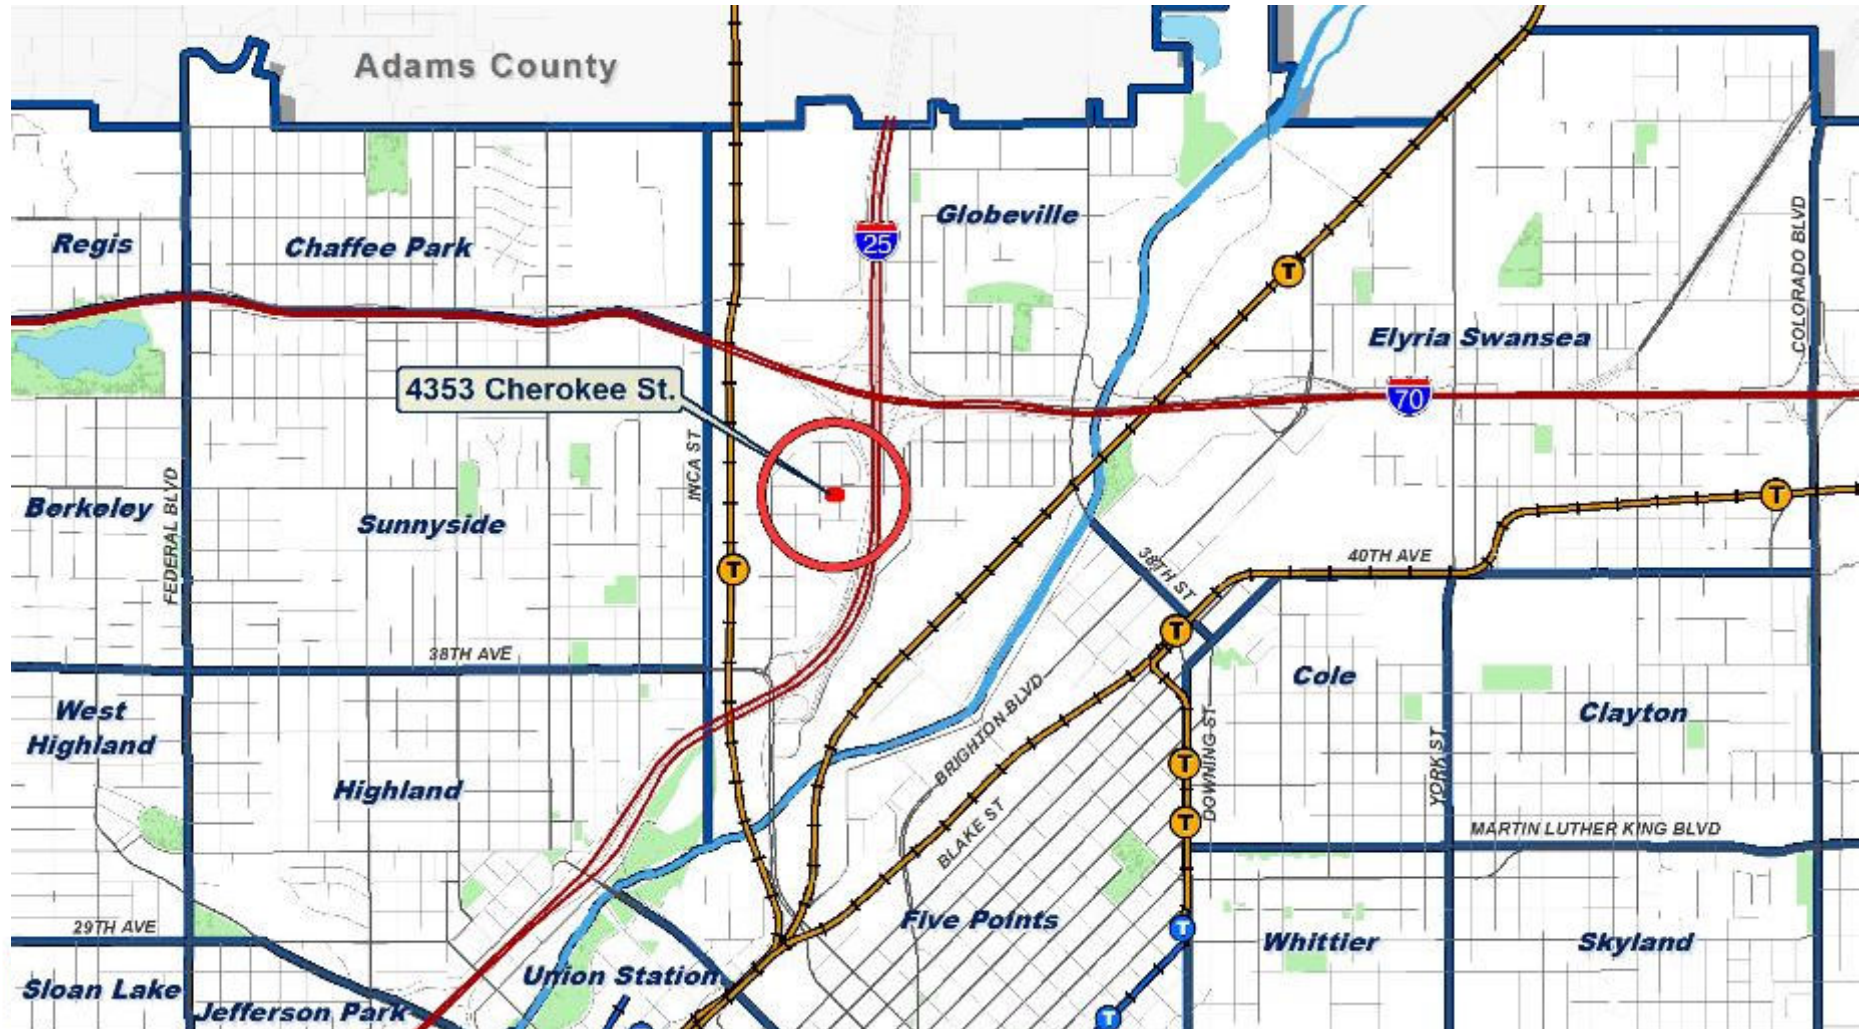 Adams County
Globeville
Regis
Chaffee Park
25
COLORADO BLVD
Elyria Swansea
4353 Cherokee St.
70
INCA ST
FEDERAL BLVD
Berkeley
Sunnyside
T
T
T
T
38TH ST
40TH AVE
38TH AVE
Cole
West
Highland
Clayton
BRIGHTON BLVD
DOWNING ST
YORK ST
T
T
Highland
BLAKE ST
MARTIN LUTHER KING BLVD
29TH AVE
Five Points
T
Whittier
Skyland
Union Station
Sloan Lake
Jefferson Park
T